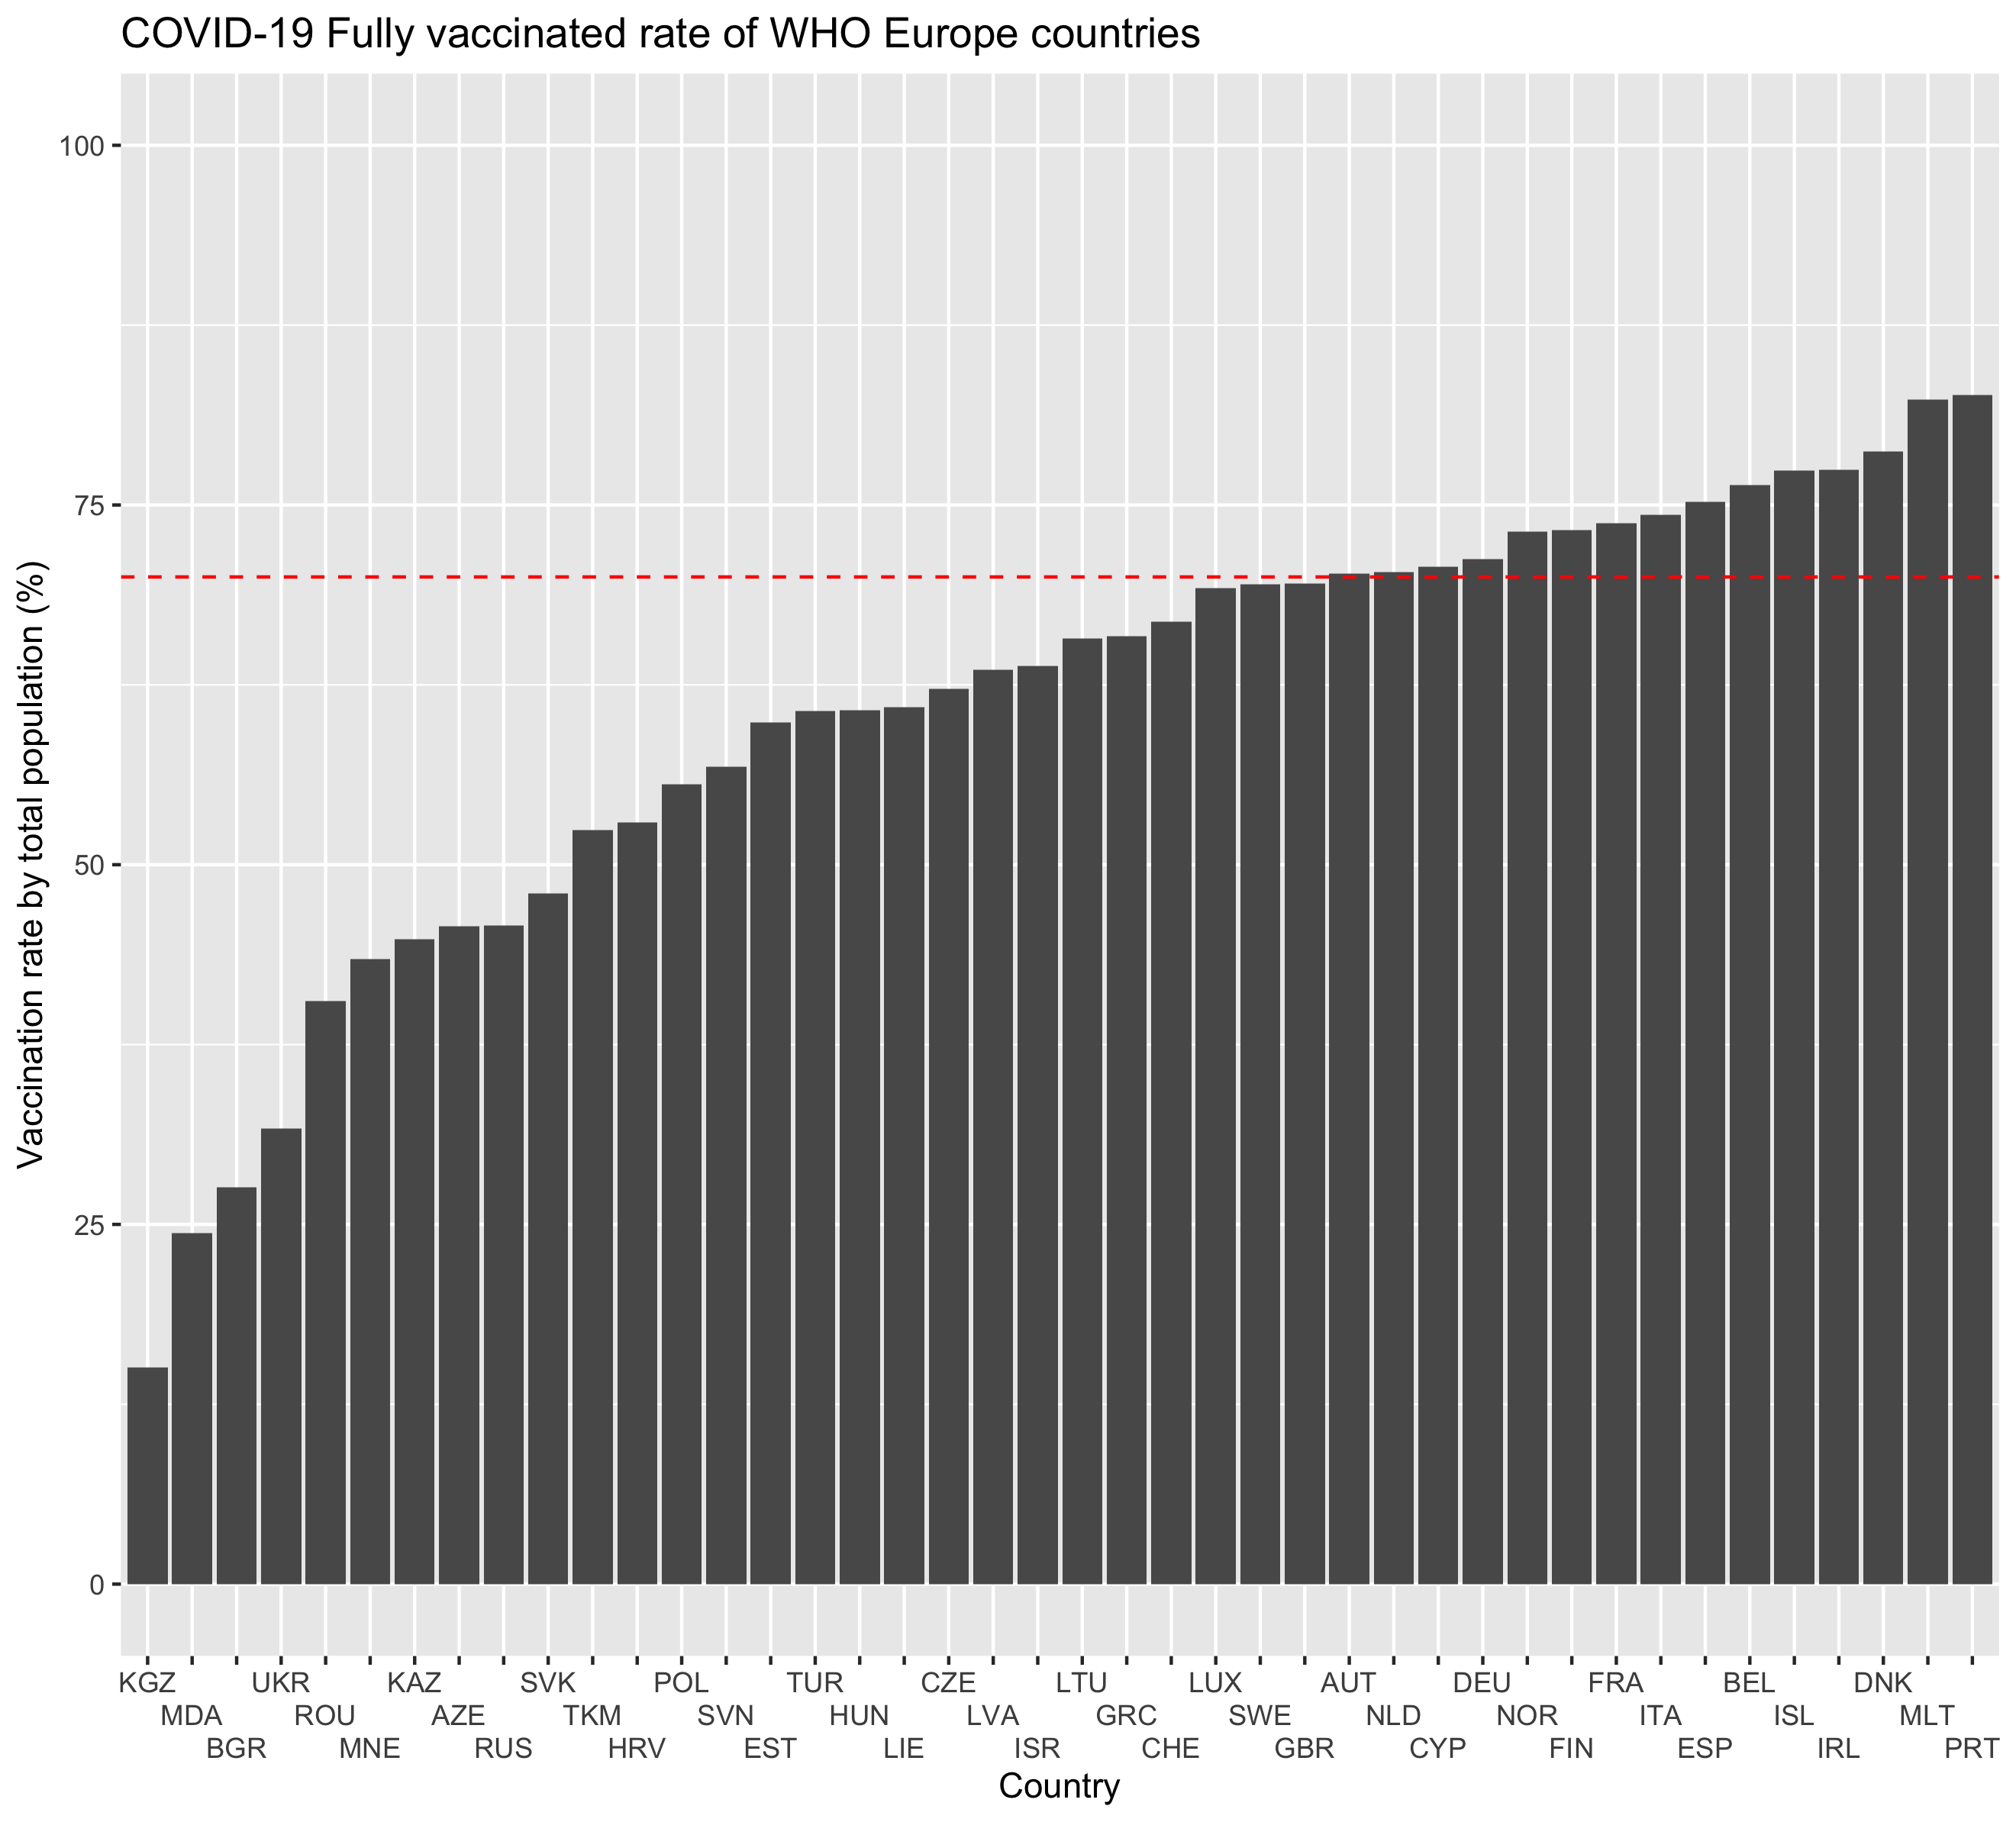 COVID-19 Fully vaccinated rate of WHO Europe countries
Vaccination rate by total population (%)
100
75
50
25
0
KGZ UKR KAZ SVK POL TUR CZE LTU LUX AUT DEU FRA BEL DNK
MDA ROU AZE TKM SVN HUN LVA GRC SWE NLD NOR ITA ISL MLT
BGR MNE RUS HRV EST LIE ISR CHE GBR CYP FIN ESP IRL PRT
Country